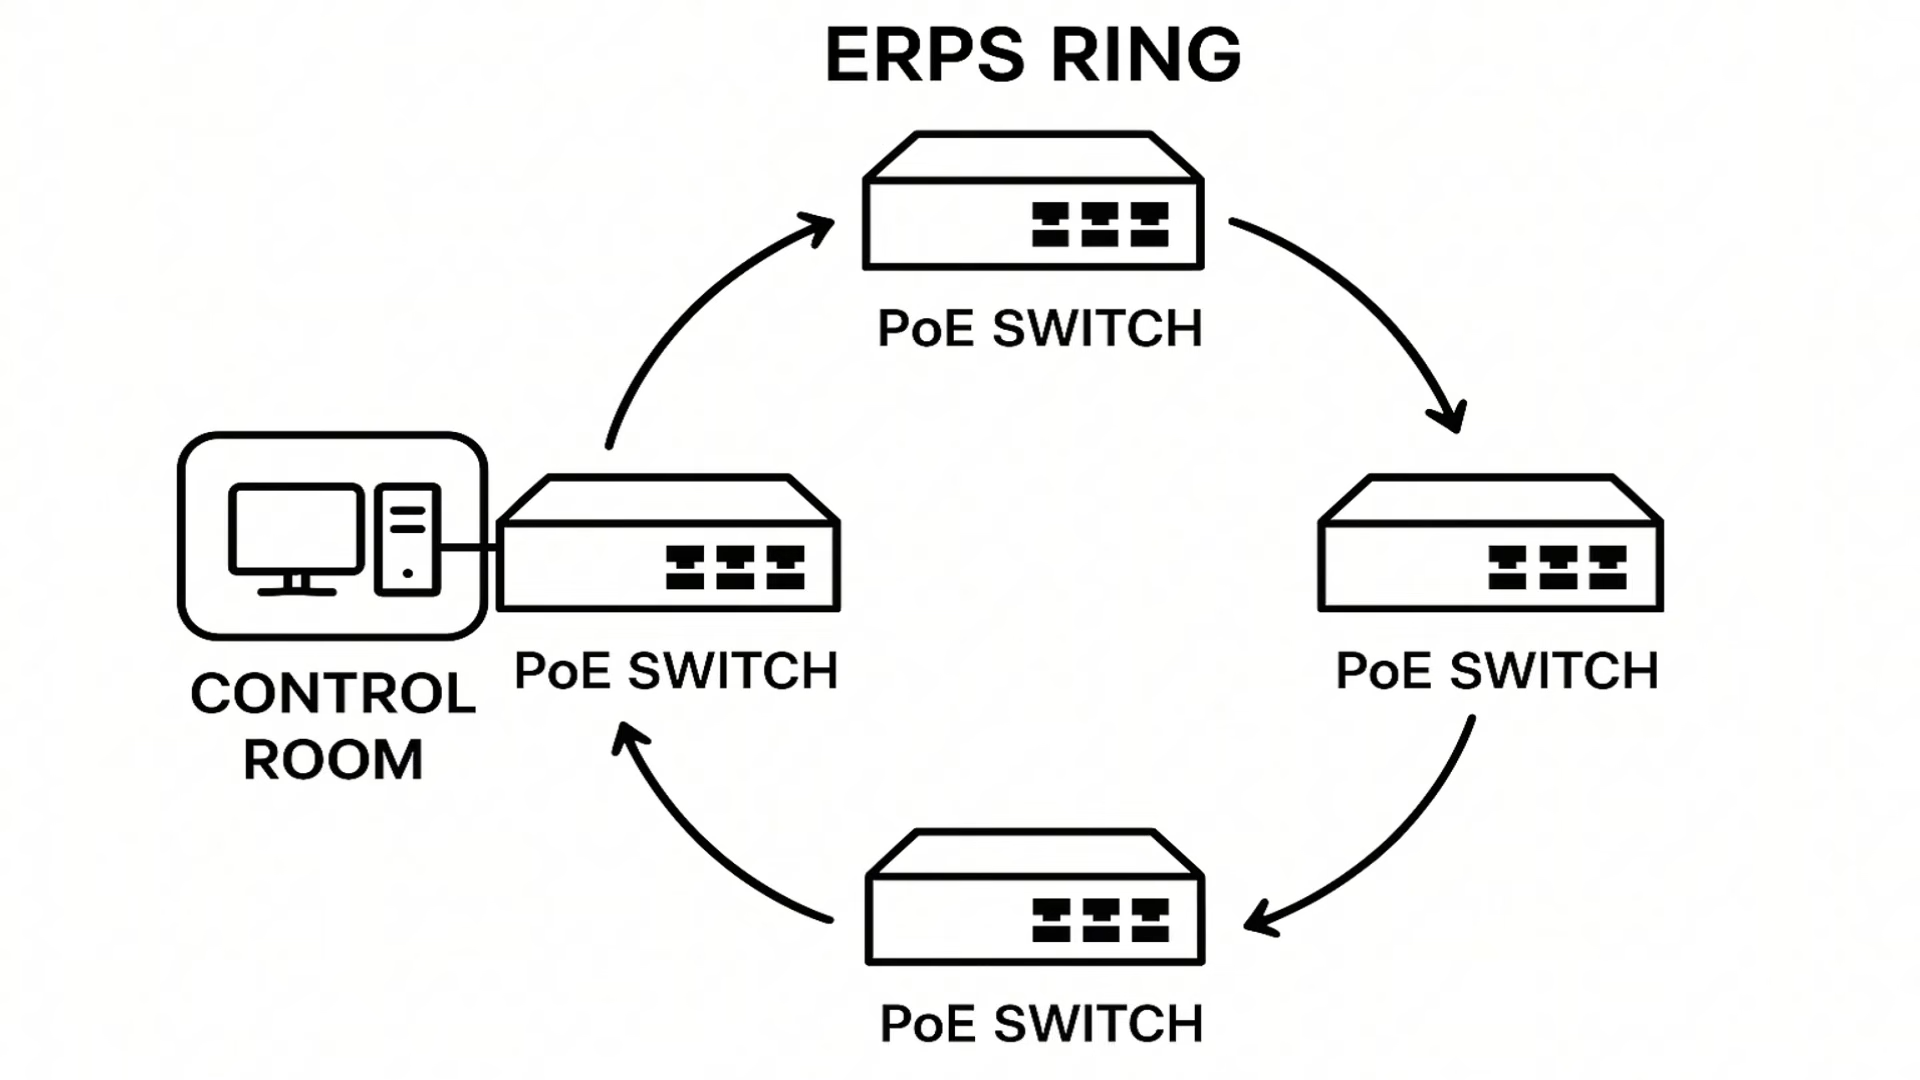 ERPS RING
PoE SWITCH
CONTROL
ROOM
PoE SWITCH
PoE SWITCH
PoE SWITCH